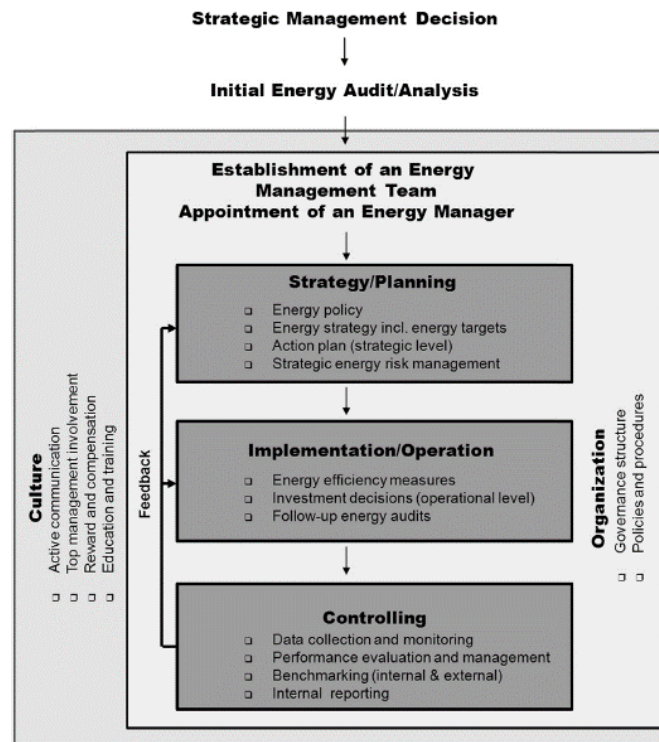 Strategic Management Decision
Initial Energy Audit/Analysis
Establishment of an Energy
Management Team
Appointment of an Energy Manager
Strategy/Planning
Energy policy
Energy strategy incl. energy targets
Action plan (strategic level)
Strategic energy risk management
Implementation/Operation
Energy efficiency measures
Investment decisions (operational level)
Follow-up energy audits
Controlling
Data collection and monitoring
Performance evaluation and management
Benchmarking (internal & external)
Internal reporting
Feedback
Culture
Active communication
Top management involvement
Reward and compensation
Education and training
Organization
Governance structure
Policies and procedures